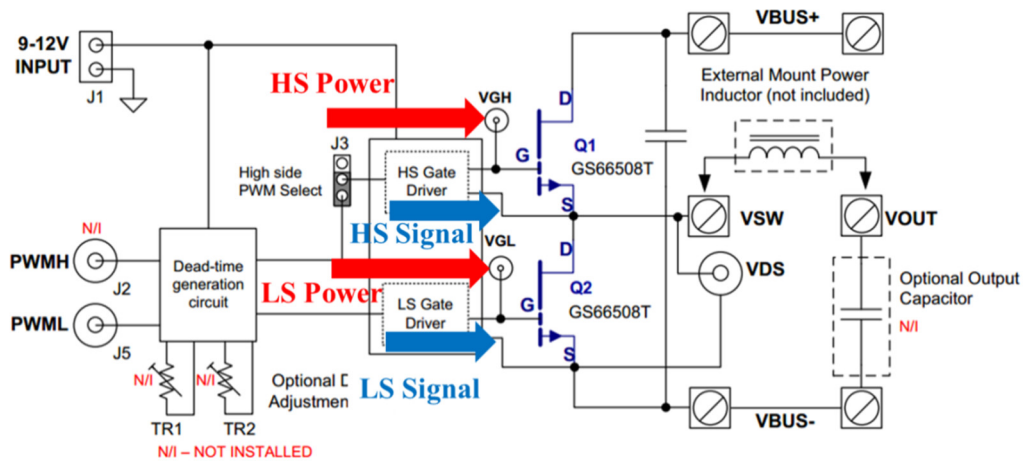 9-12V
INPUT
J1
HS Power
VGH
D
Q1
GS66508T
G
S
J3
High side
PWM Select
HS Gate
Driver
HS Signal
VBUS+
External Mount Power
Inductor (not included)
VSW
VOUT
N/I
PWMH
J2
PWML
J5
Dead-time
generation
circuit
LS Power
VGL
D
Q2
GS66508T
G
S
LS Gate
Driver
LS Signal
VDS
Optional Output
Capacitor
N/I
N/I
N/I
TR1
TR2
Optional D
Adjustmen
VBUS-
N/I – NOT INSTALLED